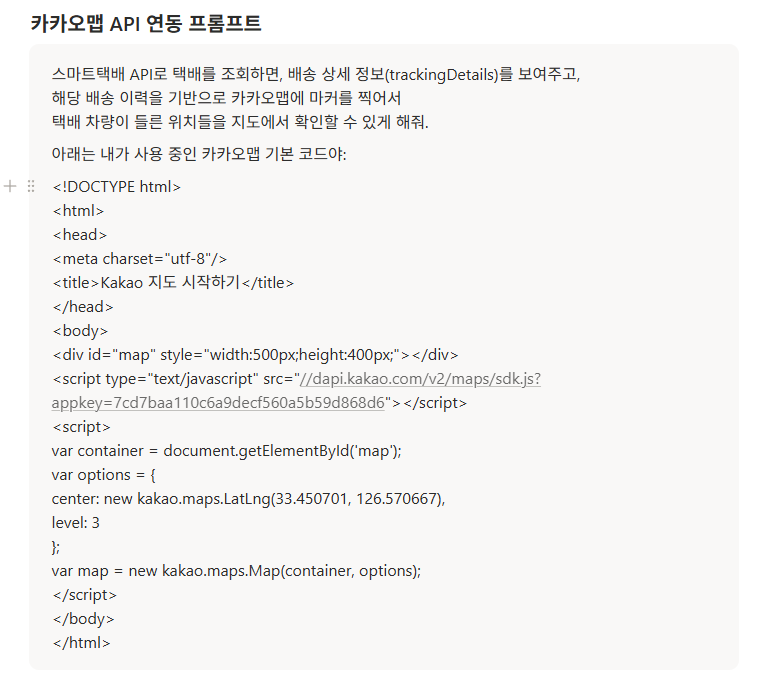 카카오맵 API 연동 프롬프트
스마트택배 API로 택배를 조회하면, 배송 상세 정보(trackingDetails)를 보여주고,
해당 배송 이력을 기반으로 카카오맵에 마커를 찍어서
택배 차량이 들른 위치들을 지도에서 확인할 수 있게 해줘.
아래는 내가 사용 중인 카카오맵 기본 코드야:
<!DOCTYPE html>
<html>
<head>
<meta charset="utf-8"/>
<title>Kakao 지도 시작하기</title>
</head>
<body>
<div id="map" style="width:500px;height:400px;"></div>
<script type="text/javascript" src="//dapi.kakao.com/v2/maps/sdk.js?
appkey=7cd7baa110c6a9decf560a5b59d868d6"></script>
<script>
var container = document.getElementById('map');
var options = {
center: new kakao.maps.LatLng(33.450701, 126.570667),
level: 3
};
var map = new kakao.maps.Map(container, options);
</script>
</body>
</html>